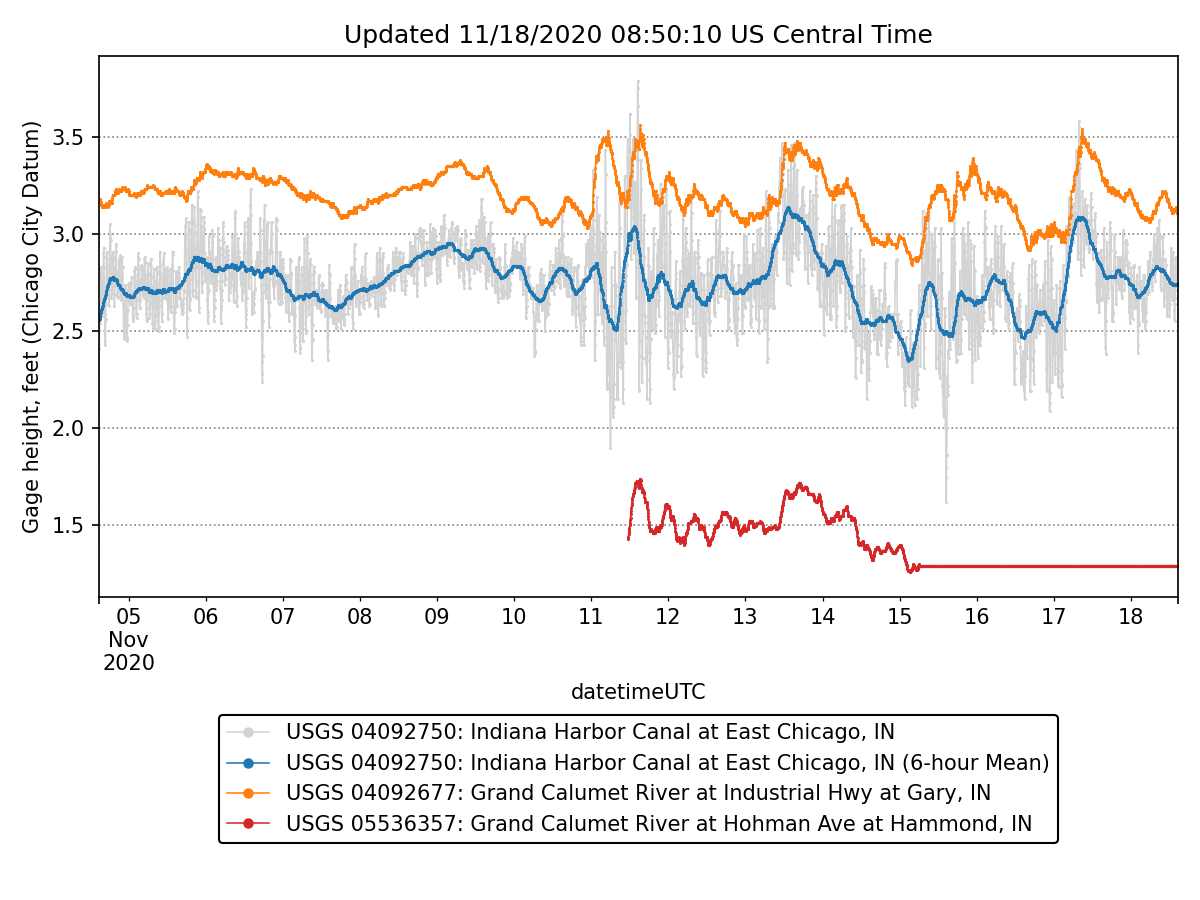 Updated 11/18/2020 08:50:10 US Central Time
Gage height, feet (Chicago City Datum)
3.5
3.0
2.5
2.0
1.5
05 06 07 08 09 10 11 12 13 14 15 16 17 18
Nov
2020
datetimeUTC
USGS 04092750: Indiana Harbor Canal at East Chicago, IN
USGS 04092750: Indiana Harbor Canal at East Chicago, IN (6-hour Mean)
USGS 04092677: Grand Calumet River at Industrial Hwy at Gary, IN
USGS 05536357: Grand Calumet River at Hohman Ave at Hammond, IN